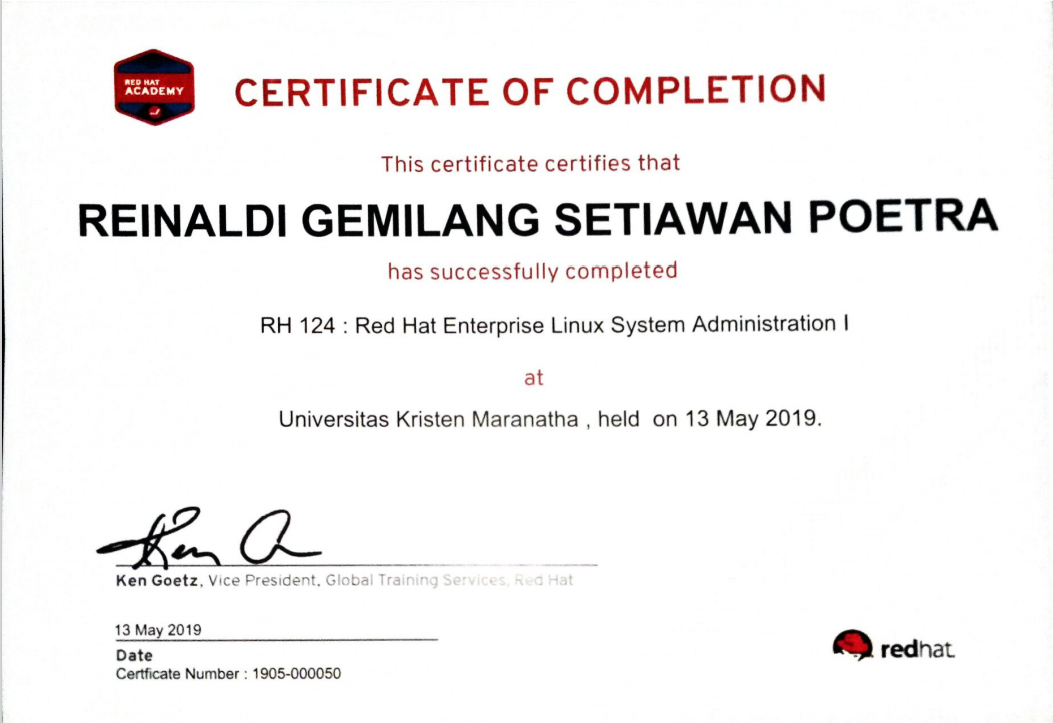 RED HAT
ACADEMY
CERTIFICATE OF COMPLETION
This certificate certifies that
REINALDI GEMILANG SETIAWAN POETRA
has successfully completed
RH 124 : Red Hat Enterprise Linux System Administration I
at
Universitas Kristen Maranatha , held on 13 May 2019.
Ken Goetz, Vice President, Global Training Services, Red Hat
13 May 2019
Date
Certficate Number : 1905-000050
redhat